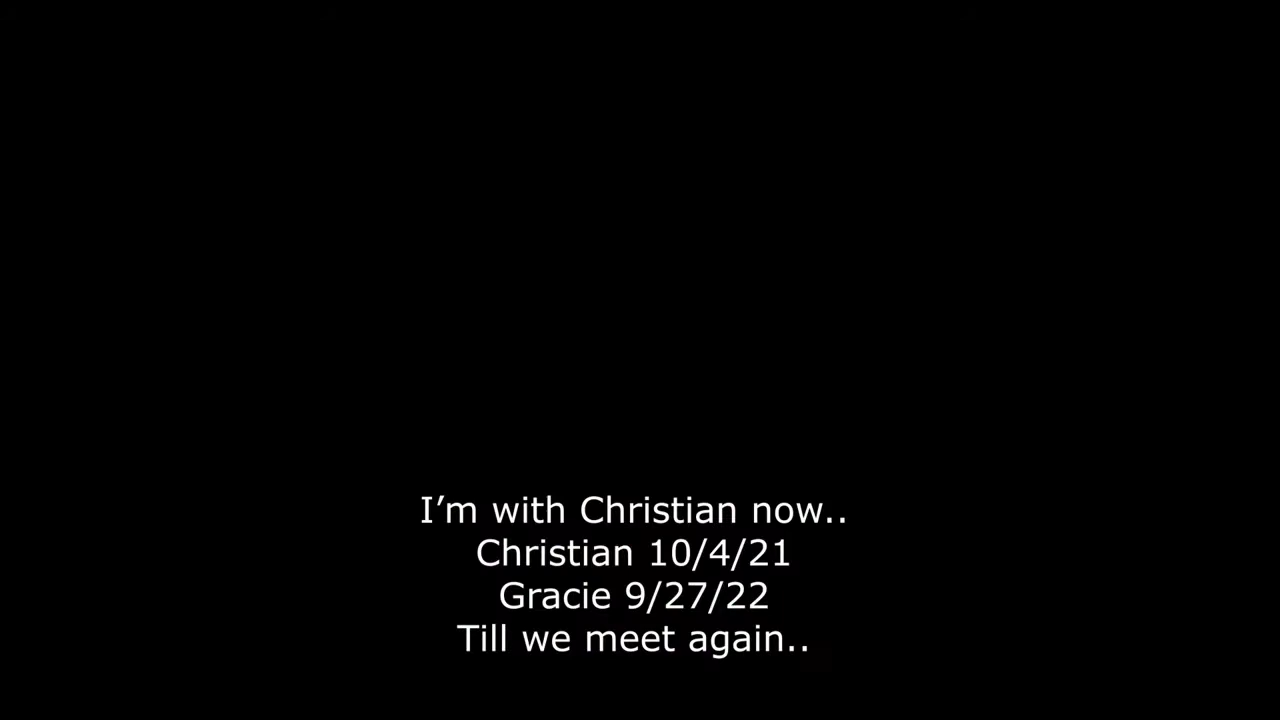 I’m with Christian now..
Christian 10/4/21
Gracie 9/27/22
Till we meet again..